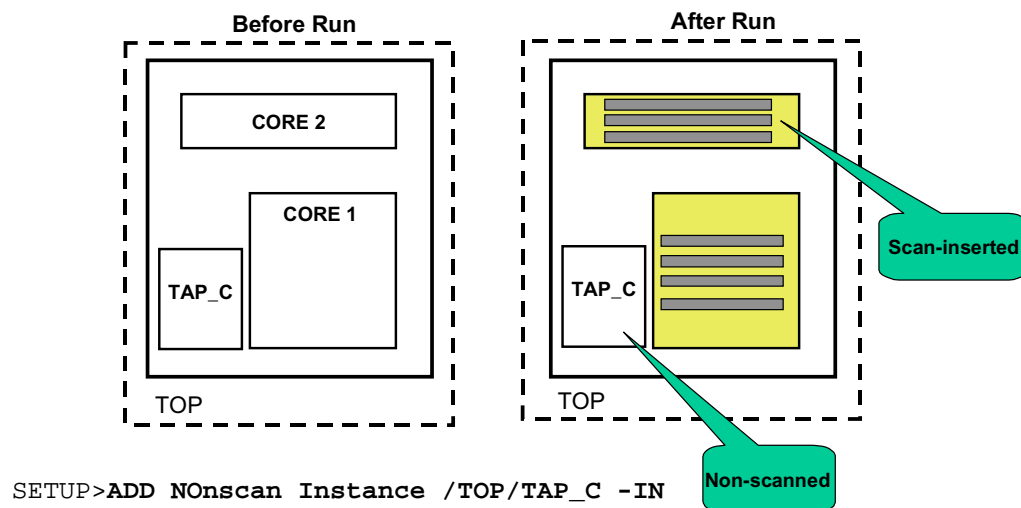 Before Run
CORE 2
CORE 1
TAP_C
TOP
After Run
Scan-inserted
TAP_C
TOP
Non-scanned
SETUP>ADD NOnscan Instance /TOP/TAP_C -IN